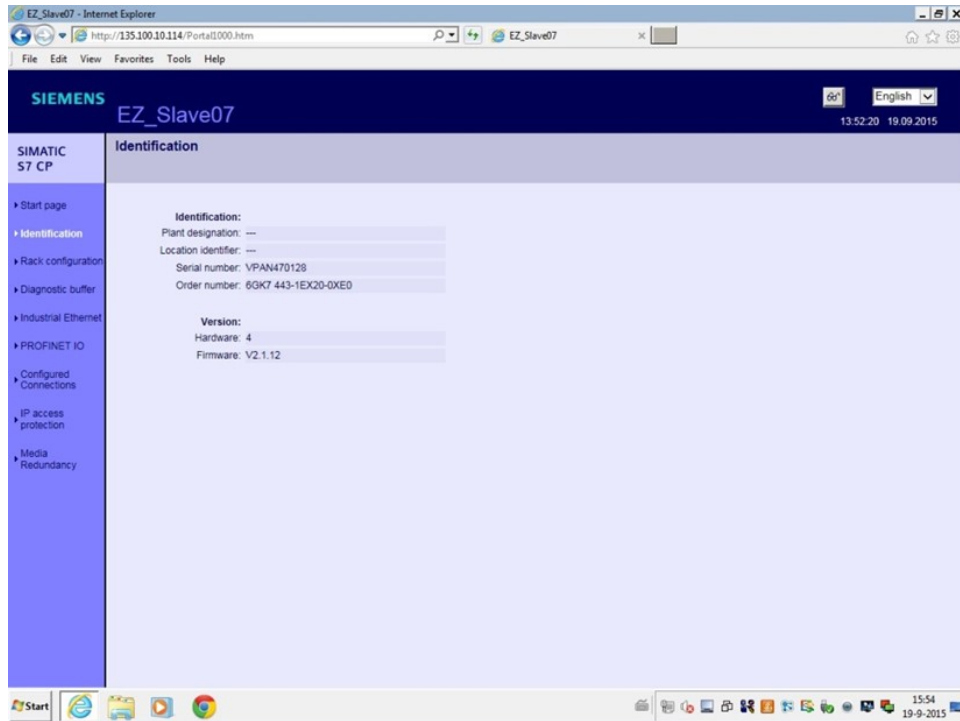 EZ_Slave07 - Internet Explorer
http://135.100.10.114/Portal1000.htm
EZ_Slave07
File Edit View Favorites Tools Help
SIEMENS
EZ_Slave07
English
13:52:20 19.09.2015
SIMATIC
S7 CP
Identification
Start page
Identification
Rack configuration
Diagnostic buffer
Industrial Ethernet
PROFINET IO
Configured
Connections
IP access
protection
Media
Redundancy
Identification:
Plant designation: ---
Location identifier: ---
Serial number: VPAN470128
Order number: 6GK7 443-1EX20-0XE0
Version:
Hardware: 4
Firmware: V2.1.12
Start
15:54
19-9-2015